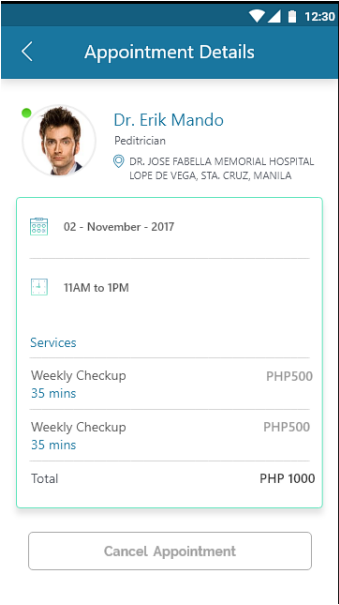 12:30
Appointment Details
Dr. Erik Mando
Peditrician
DR. JOSE FABELLA MEMORIAL HOSPITAL
LOPE DE VEGA, STA. CRUZ, MANILA
02 - November - 2017
11AM to 1PM
Services
Weekly Checkup PHP500
35 mins
Weekly Checkup PHP500
35 mins
Total PHP 1000
Cancel Appointment